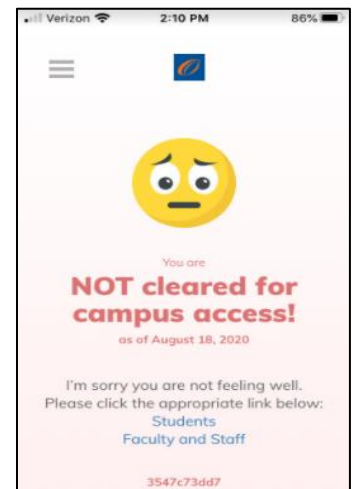 Verizon 2:10 PM 86%
You are
NOT cleared for
campus access!
as of August 18, 2020
I'm sorry you are not feeling well.
Please click the appropriate link below:
Students
Faculty and Staff
3547c73dd7